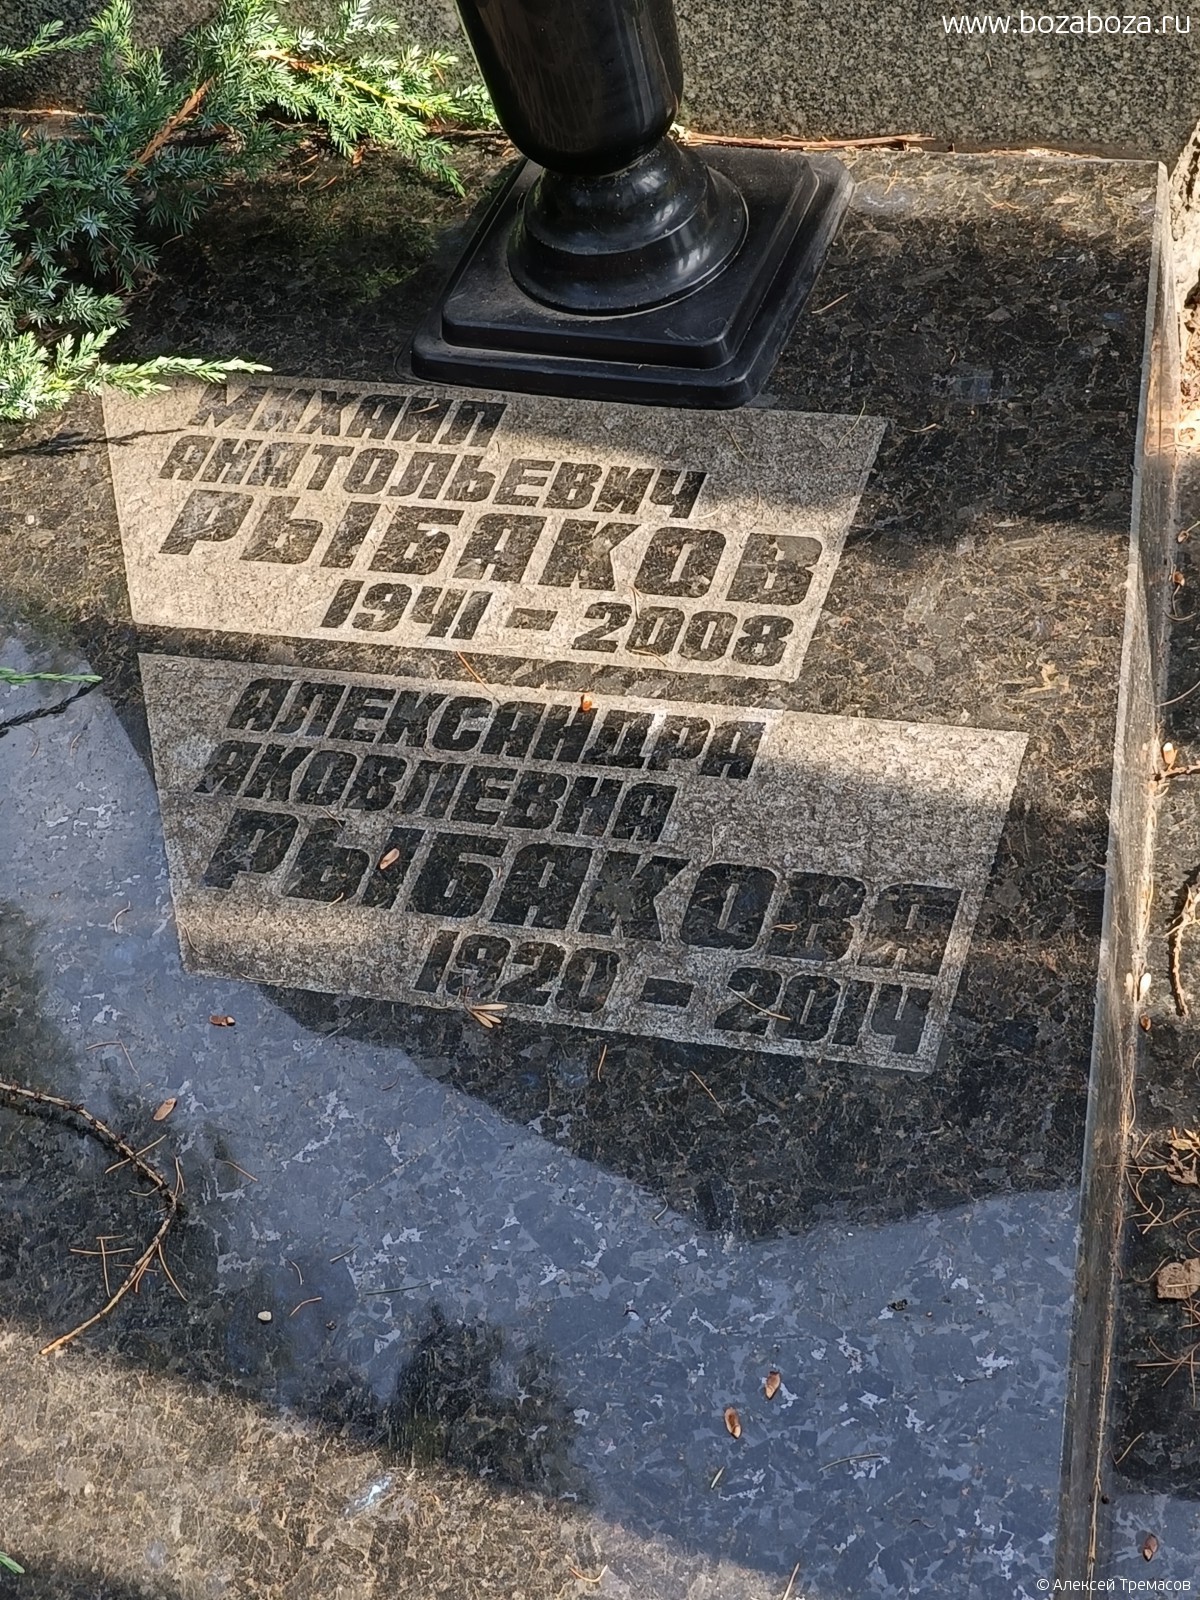 www.bozaboza.ru
МИХАИЛ
АНАТОЛЬЕВИЧ
РЫБАКОВ
1941 - 2008
АЛЕКСАНДРА
ЯКОВЛЕВНА
РЫБАКОВА
1920 - 2014
© Алексей Тремасов